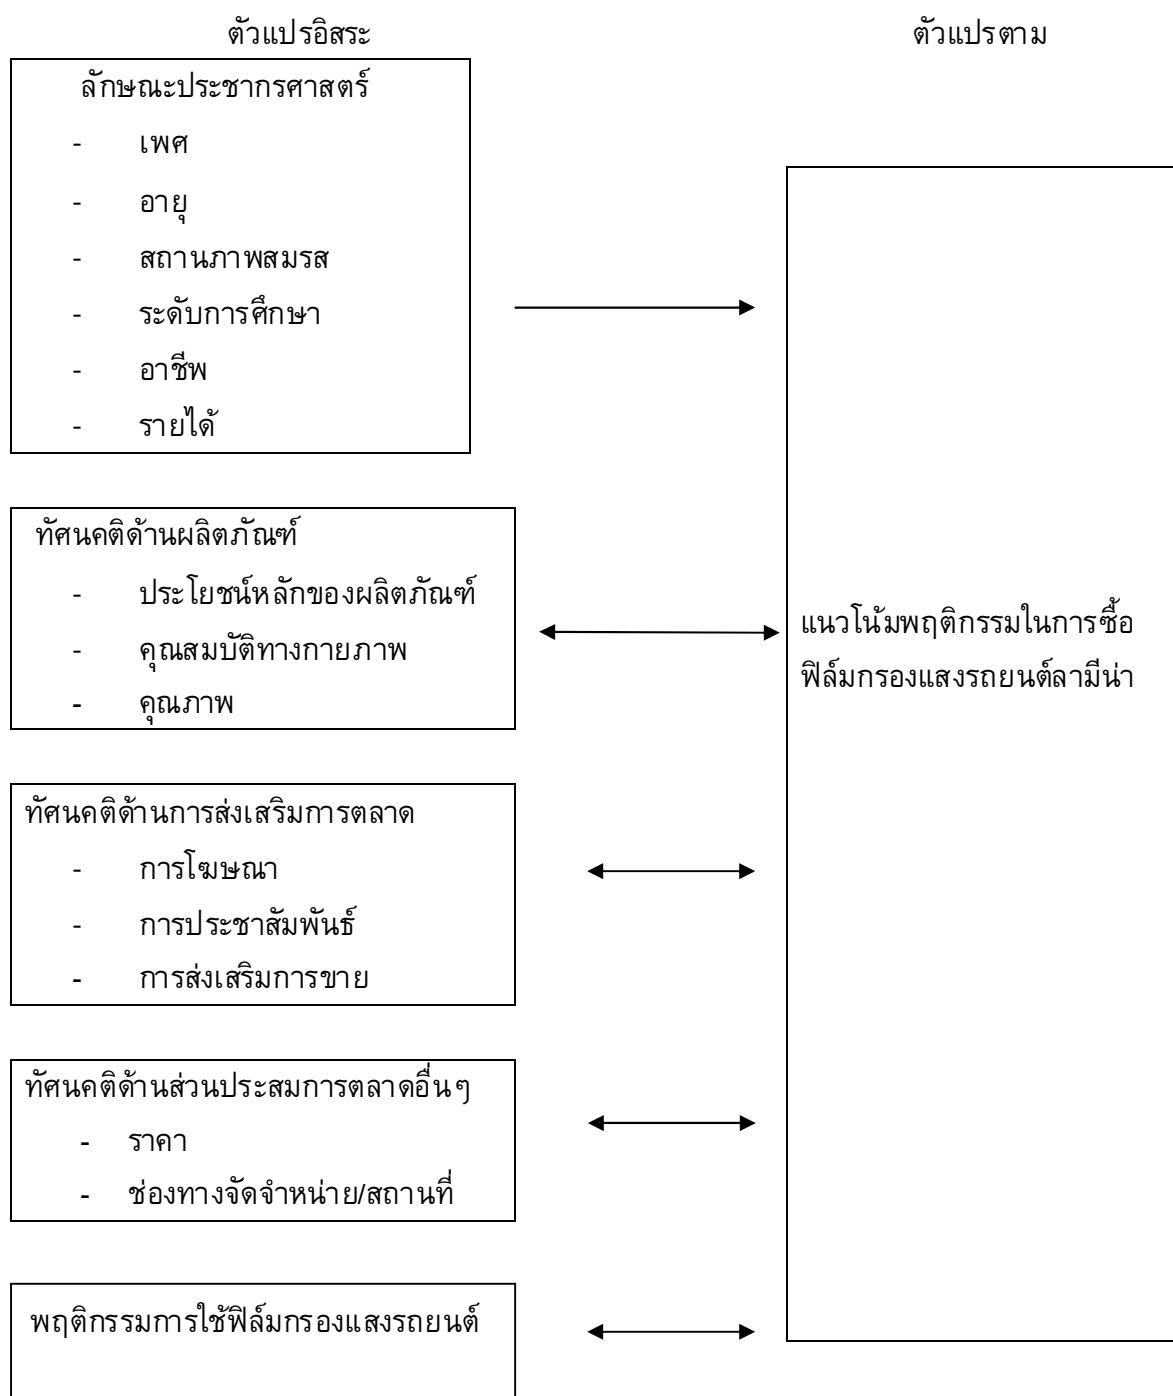 ตัวแปรอิสระ
ตัวแปรตาม
ลักษณะประชากรศาสตร์
- เพศ
- อายุ
- สถานภาพสมรส
- ระดับการศึกษา
- อาชีพ
- รายได้
ทัศนคติด้านผลิตภัณฑ์
- ประโยชน์หลักของผลิตภัณฑ์
- คุณสมบัติทางกายภาพ
- คุณภาพ
แนวโน้มพฤติกรรมในการซื้อ
ฟิล์มกรองแสงรถยนต์ลามีน่า
ทัศนคติด้านการส่งเสริมการตลาด
- การโฆษณา
- การประชาสัมพันธ์
- การส่งเสริมการขาย
ทัศนคติด้านส่วนประสมการตลาดอื่นๆ
- ราคา
- ช่องทางจัดจำหน่าย/สถานที่
พฤติกรรมการใช้ฟิล์มกรองแสงรถยนต์